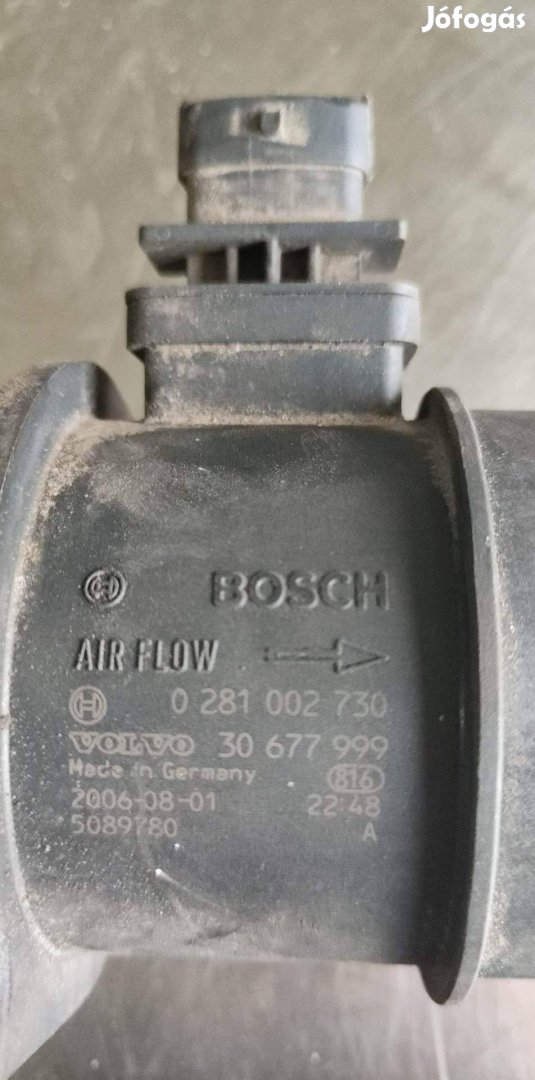 Jófogás
BOSCH
AIR FLOW
0 281 002 730
VOLVO 30 677 999
Made in Germany 816
2006-08-01 22:48
5089780 A